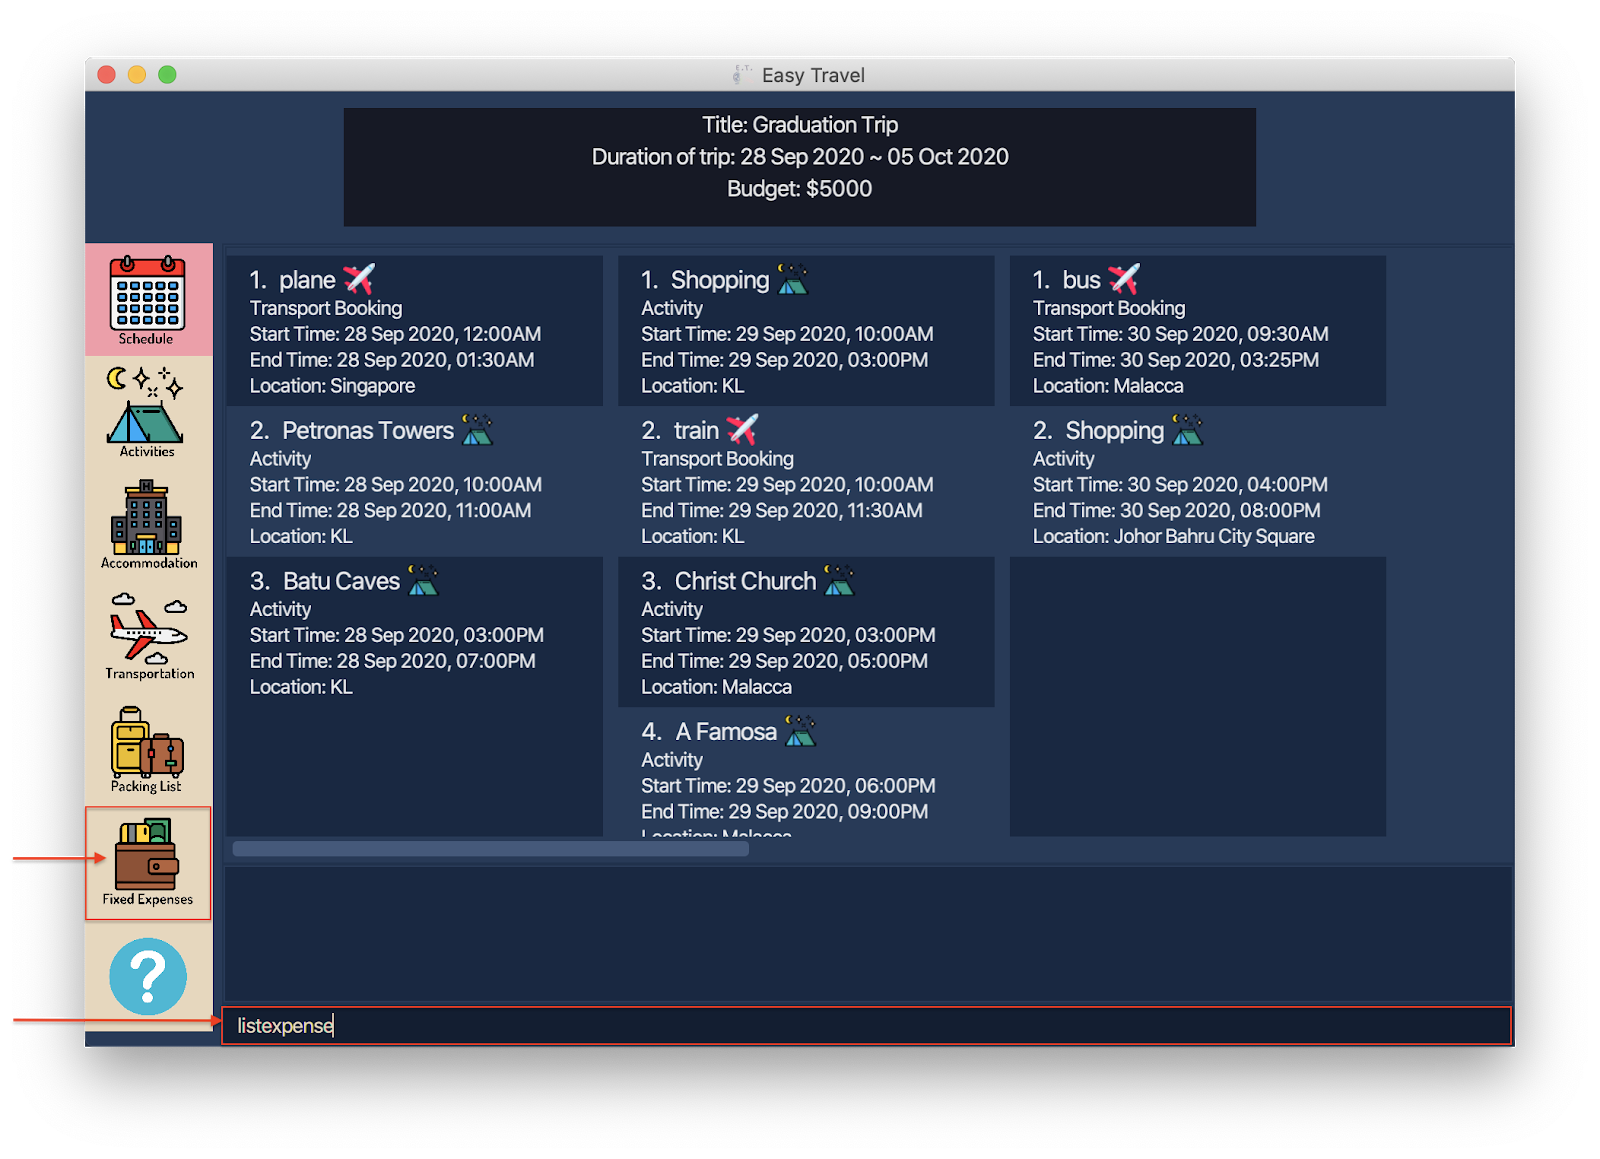 E.T.
Easy Travel
Title: Graduation Trip
Duration of trip: 28 Sep 2020 ~ 05 Oct 2020
Budget: $5000
Schedule
Activities
H
Accommodation
Transportation
Packing List
Fixed Expenses
?
1. plane
Transport Booking
Start Time: 28 Sep 2020, 12:00AM
End Time: 28 Sep 2020, 01:30AM
Location: Singapore
2. Petronas Towers
Activity
Start Time: 28 Sep 2020, 10:00AM
End Time: 28 Sep 2020, 11:00AM
Location: KL
3. Batu Caves
Activity
Start Time: 28 Sep 2020, 03:00PM
End Time: 28 Sep 2020, 07:00PM
Location: KL
1. Shopping
Activity
Start Time: 29 Sep 2020, 10:00AM
End Time: 29 Sep 2020, 03:00PM
Location: KL
2. train
Transport Booking
Start Time: 29 Sep 2020, 10:00AM
End Time: 29 Sep 2020, 11:30AM
Location: KL
3. Christ Church
Activity
Start Time: 29 Sep 2020, 03:00PM
End Time: 29 Sep 2020, 05:00PM
Location: Malacca
4. A Famosa
Activity
Start Time: 29 Sep 2020, 06:00PM
End Time: 29 Sep 2020, 09:00PM
Location: Malacca
1. bus
Transport Booking
Start Time: 30 Sep 2020, 09:30AM
End Time: 30 Sep 2020, 03:25PM
Location: Malacca
2. Shopping
Activity
Start Time: 30 Sep 2020, 04:00PM
End Time: 30 Sep 2020, 08:00PM
Location: Johor Bahru City Square
listexpense